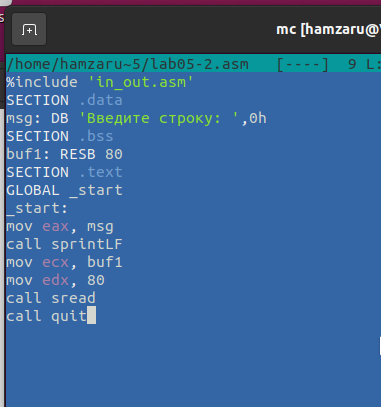 s
mc [hamzaru@
/home/hamzaru~5/lab05-2.asm [----] 9 L:
%include 'in_out.asm'
SECTION .data
msg: DB 'Введите строку: ',0h
SECTION .bss
buf1: RESB 80
SECTION .text
GLOBAL _start
_start:
mov eax, msg
call sprintLF
mov ecx, buf1
mov edx, 80
call sread
call quit